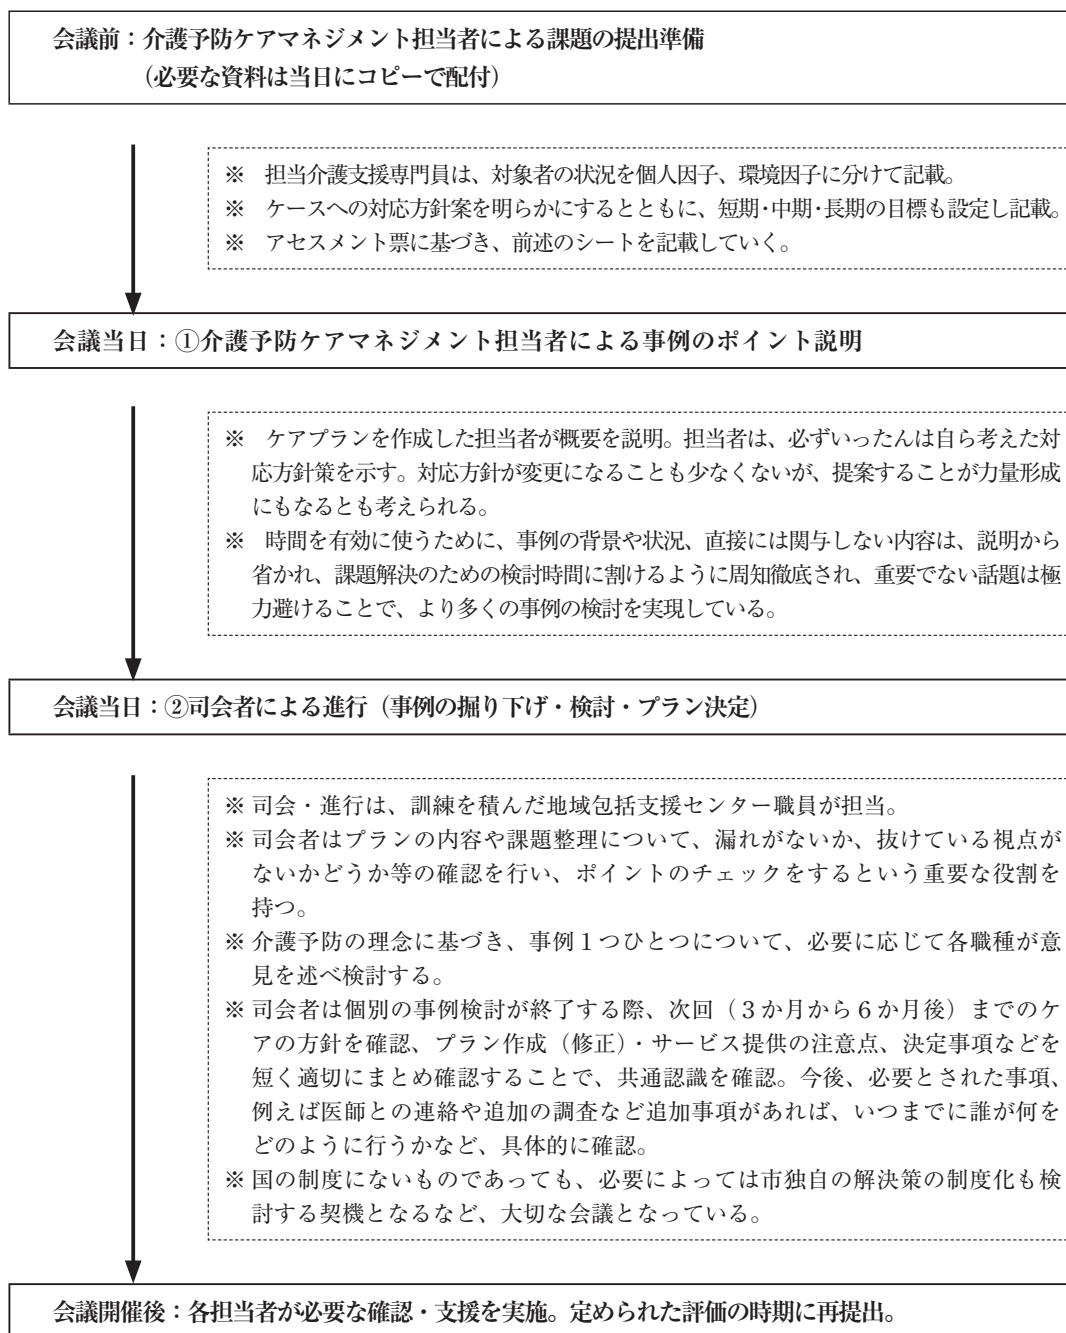 会議前：介護予防ケアマネジメント担当者による課題の提出準備
（必要な資料は当日にコピーで配付）
※　担当介護支援専門員は、対象者の状況を個人因子、環境因子に分けて記載。
※　ケースへの対応方針案を明らかにするとともに、短期・中期・長期の目標も設定し記載。
※　アセスメント票に基づき、前述のシートを記載していく。
会議当日：①介護予防ケアマネジメント担当者による事例のポイント説明
※　ケアプランを作成した担当者が概要を説明。担当者は、必ずいったんは自ら考えた対
応方針策を示す。対応方針が変更になることも少なくないが、提案することが力量形成
にもなるとも考えられる。
※　時間を有効に使うために、事例の背景や状況、直接には関与しない内容は、説明から
省かれ、課題解決のための検討時間に割けるように周知徹底され、重要でない話題は極
力避けることで、より多くの事例の検討を実現している。
会議当日：②司会者による進行（事例の掘り下げ・検討・プラン決定）
※ 司会・進行は、訓練を積んだ地域包括支援センター職員が担当。
※ 司会者はプランの内容や課題整理について、漏れがないか、抜けている視点が
ないかどうか等の確認を行い、ポイントのチェックをするという重要な役割を
持つ。
※ 介護予防の理念に基づき、事例１つひとつについて、必要に応じて各職種が意
見を述べ検討する。
※ 司会者は個別の事例検討が終了する際、次回（３か月から６か月後）までのケ
アの方針を確認、プラン作成（修正）・サービス提供の注意点、決定事項などを
短く適切にまとめ確認することで、共通認識を確認。今後、必要とされた事項、
例えば医師との連絡や追加の調査など追加事項があれば、いつまでに誰が何を
どのように行うかなど、具体的に確認。
※ 国の制度にないものであっても、必要によっては市独自の解決策の制度化も検
討する契機となるなど、大切な会議となっている。
会議開催後：各担当者が必要な確認・支援を実施。定められた評価の時期に再提出。